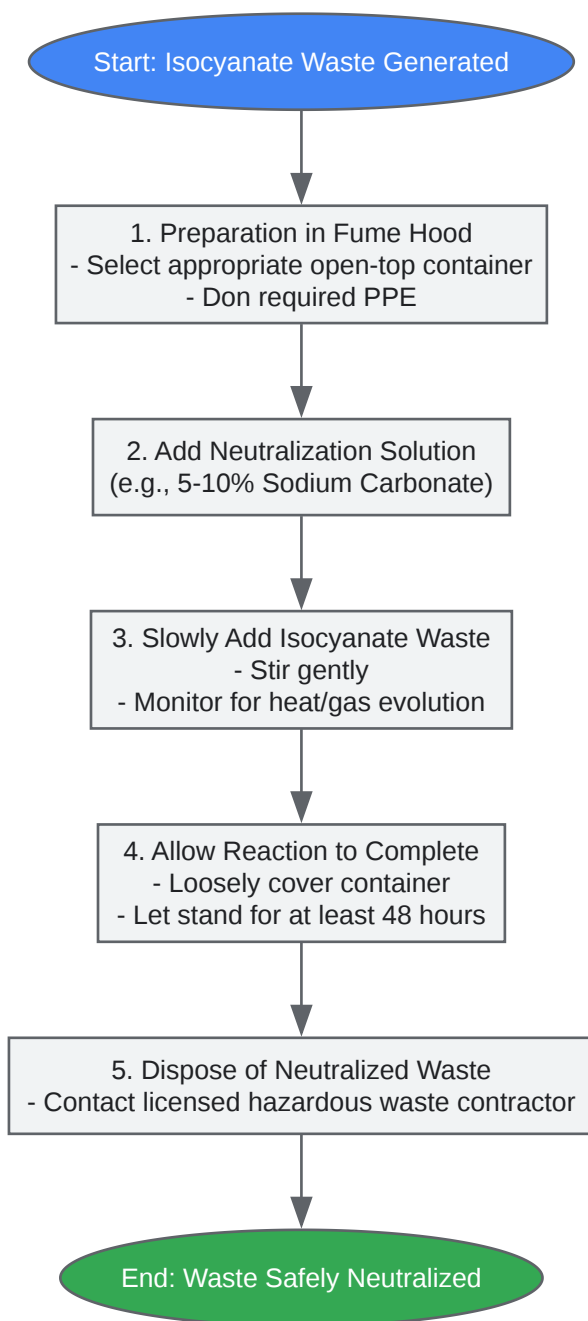 Start: Isocyanate Waste Generated
1. Preparation in Fume Hood
- Select appropriate open-top container
- Don required PPE
2. Add Neutralization Solution
(e.g., 5-10% Sodium Carbonate)
3. Slowly Add Isocyanate Waste
- Stir gently
- Monitor for heat/gas evolution
4. Allow Reaction to Complete
- Loosely cover container
- Let stand for at least 48 hours
5. Dispose of Neutralized Waste
- Contact licensed hazardous waste contractor
End: Waste Safely Neutralized